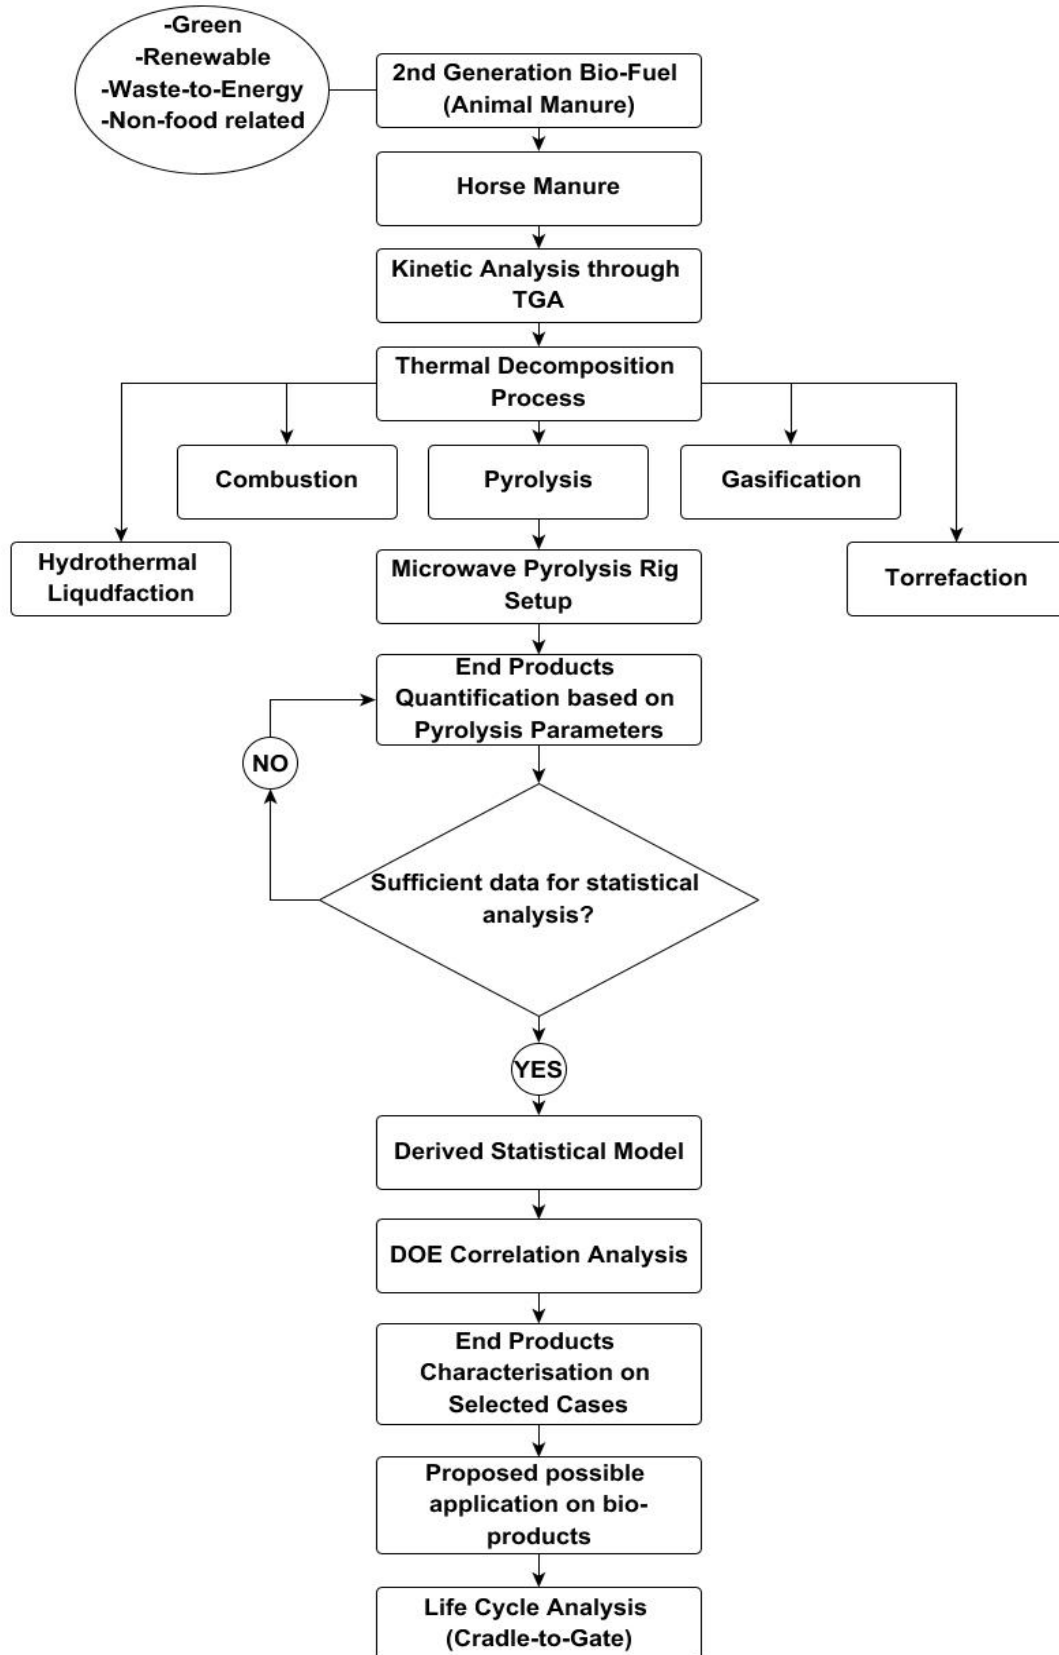 -Green
-Renewable
-Waste-to-Energy
-Non-food related
2nd Generation Bio-Fuel
(Animal Manure)
Horse Manure
Kinetic Analysis through
TGA
Thermal Decomposition
Process
Combustion
Pyrolysis
Gasification
Hydrothermal
Liqudfaction
Microwave Pyrolysis Rig
Setup
Torrefaction
End Products
Quantification based on
Pyrolysis Parameters
NO
Sufficient data for statistical
analysis?
YES
Derived Statistical Model
DOE Correlation Analysis
End Products
Characterisation on
Selected Cases
Proposed possible
application on bio-
products
Life Cycle Analysis
(Cradle-to-Gate)